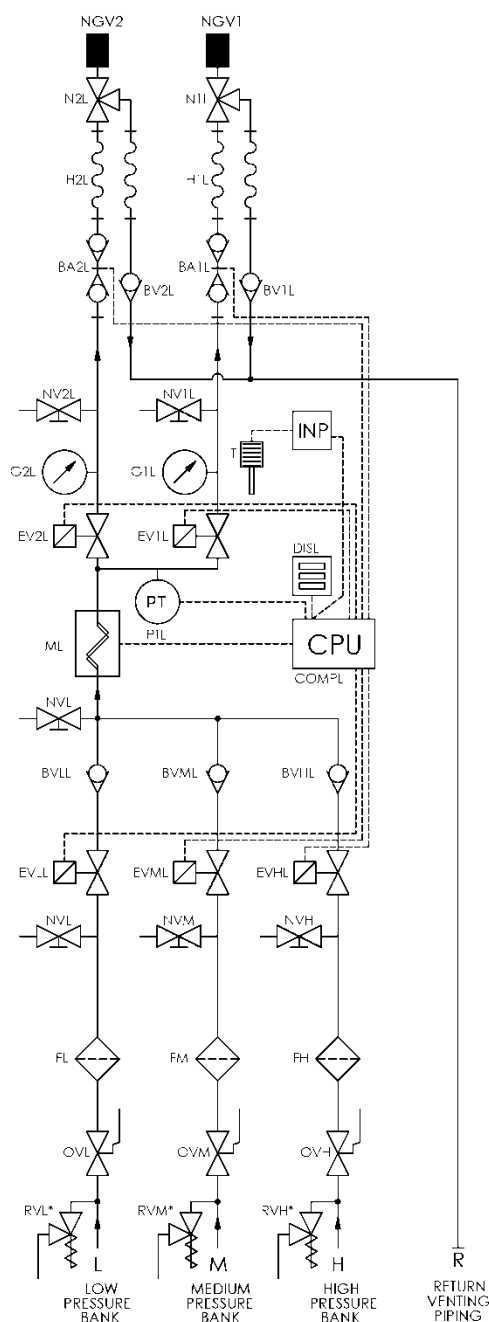 NGV2
NGV1
N2L
N1L
H2L
H1L
BA2L
BV2L
BA1L
BV1L
NV2L
NV1L
INP
T
G2L
G1L
EV2L
EV1L
DISL
PT
P1L
ML
CPU
COMPL
NVL
BVLL
BVML
BVHL
EVLL
EVML
EVHL
NVL
NVM
NVH
FL
FM
FH
OVL
OVM
OVH
RVL*
RVM*
RVH*
L
M
H
R
LOW PRESSURE BANK
MEDIUM PRESSURE BANK
HIGH PRESSURE BANK
RETURN VENTING PIPING